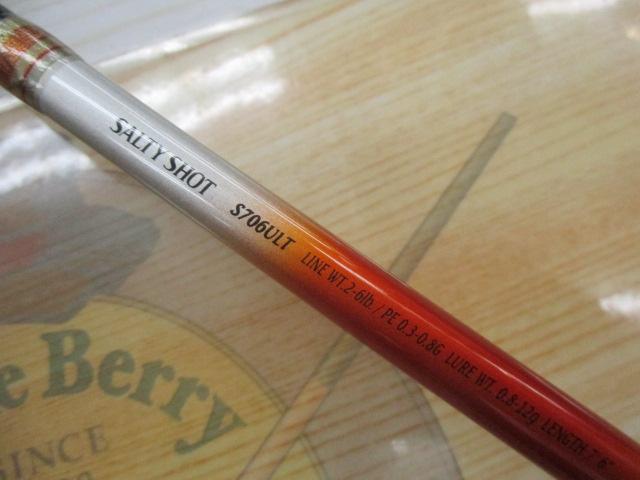 SALTY SHOT S706ULT LINE WT.2-6lb./PE 0.3-0.8G LURE WT. 0.8-12g LENGTH 7'6"
e Berry
SINCE